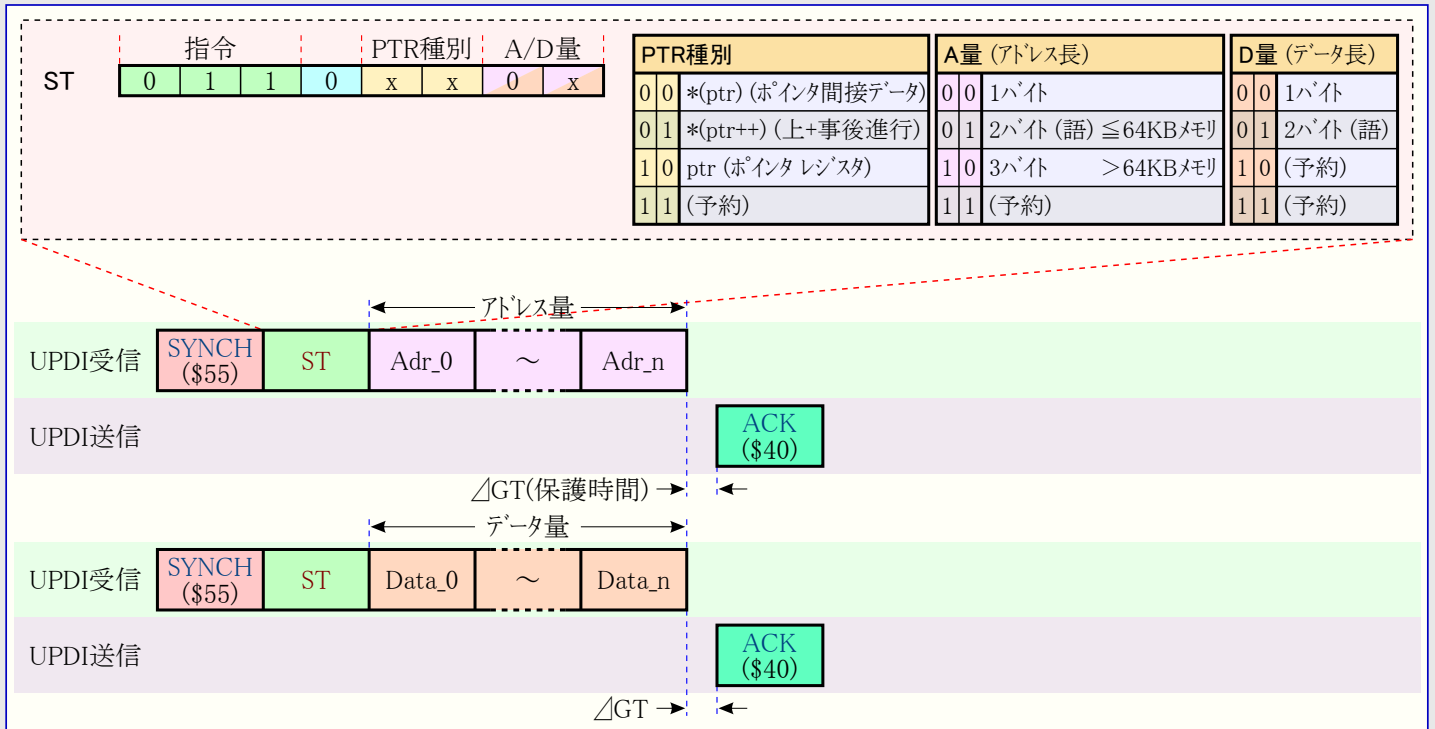 指令 PTR種別 A/D量
ST 0 1 1 0 x x 0 x
PTR種別
0 0 *(ptr) (ポインタ間接データ)
0 1 *(ptr++) (上+事後進行)
1 0 ptr (ポインタ レジスタ)
1 1 (予約)
A量 (アドレス長)
0 0 1バイト
0 1 2バイト (語) ≦64KBメモリ
1 0 3バイト >64KBメモリ
1 1 (予約)
D量 (データ長)
0 0 1バイト
0 1 2バイト (語)
1 0 (予約)
1 1 (予約)
アドレス量
UPDI受信 SYNCH ($55) ST Adr_0 ～ Adr_n
UPDI送信 ACK ($40)
⊿GT(保護時間)
データ量
UPDI受信 SYNCH ($55) ST Data_0 ～ Data_n
UPDI送信 ACK ($40)
⊿GT